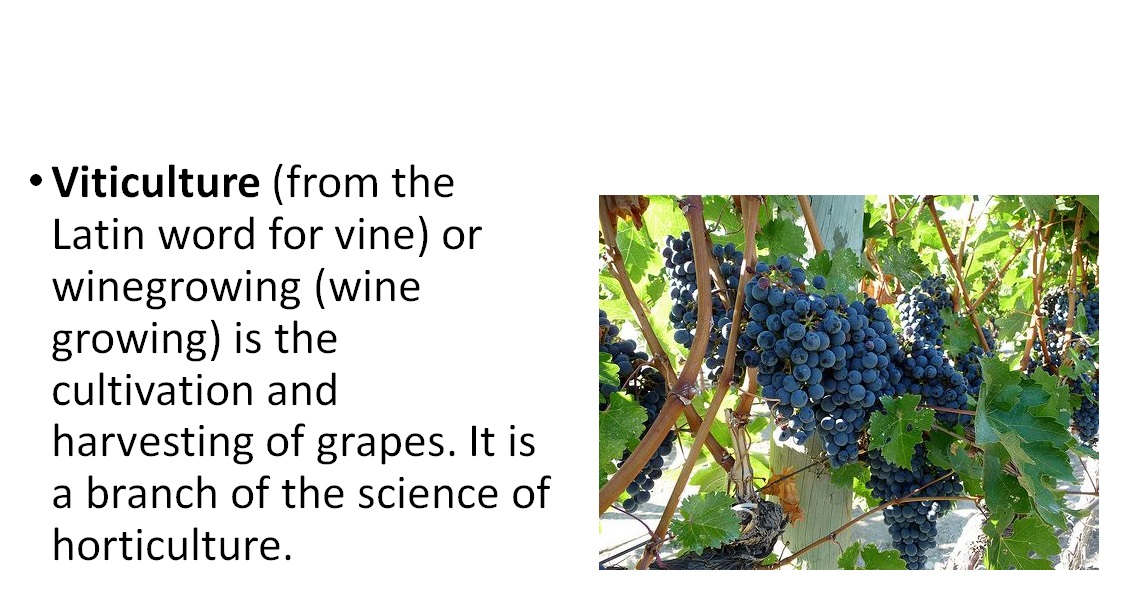 • Viticulture (from the
Latin word for vine) or
winegrowing (wine
growing) is the
cultivation and
harvesting of grapes. It is
a branch of the science of
horticulture.